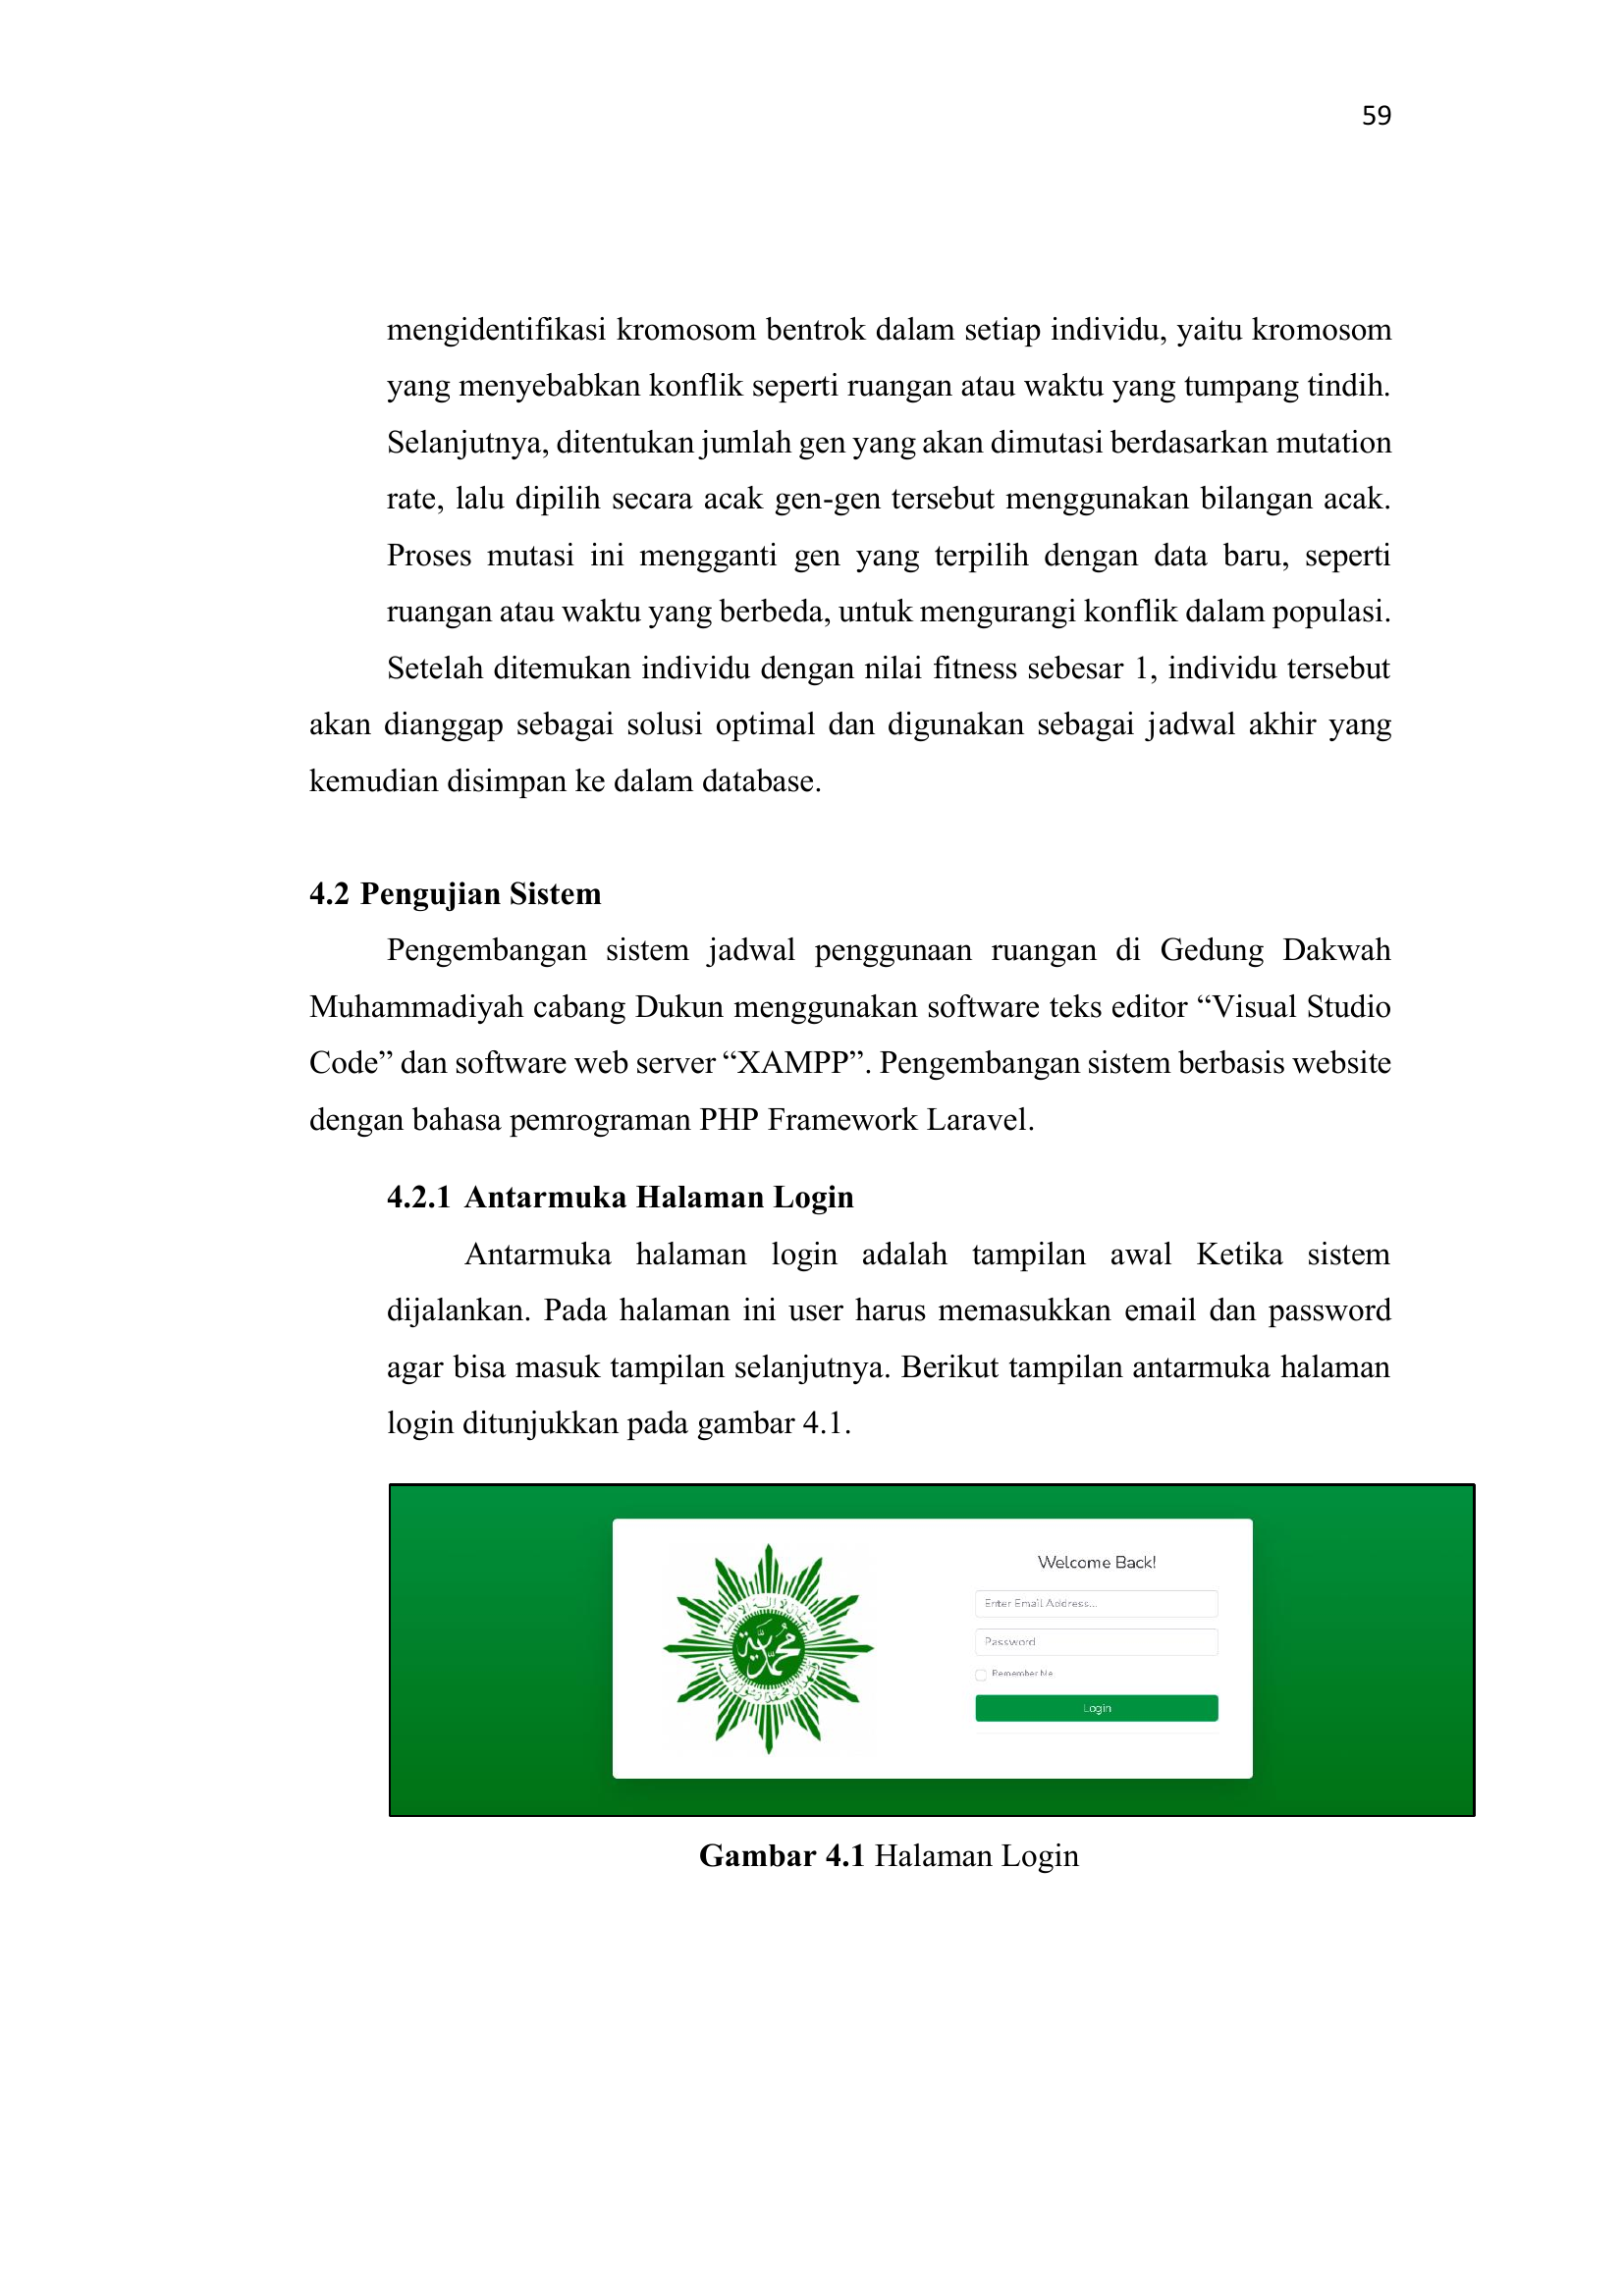 59
mengidentifikasi kromosom bentrok dalam setiap individu, yaitu kromosom
yang menyebabkan konflik seperti ruangan atau waktu yang tumpang tindih.
Selanjutnya, ditentukan jumlah gen yang akan dimutasi berdasarkan mutation
rate, lalu dipilih secara acak gen-gen tersebut menggunakan bilangan acak.
Proses mutasi ini mengganti gen yang terpilih dengan data baru, seperti
ruangan atau waktu yang berbeda, untuk mengurangi konflik dalam populasi.
Setelah ditemukan individu dengan nilai fitness sebesar 1, individu tersebut
akan dianggap sebagai solusi optimal dan digunakan sebagai jadwal akhir yang
kemudian disimpan ke dalam database.
4.2 Pengujian Sistem
Pengembangan sistem jadwal penggunaan ruangan di Gedung Dakwah
Muhammadiyah cabang Dukun menggunakan software teks editor “Visual Studio
Code” dan software web server “XAMPP”. Pengembangan sistem berbasis website
dengan bahasa pemrograman PHP Framework Laravel.
4.2.1 Antarmuka Halaman Login
Antarmuka halaman login adalah tampilan awal Ketika sistem
dijalankan. Pada halaman ini user harus memasukkan email dan password
agar bisa masuk tampilan selanjutnya. Berikut tampilan antarmuka halaman
login ditunjukkan pada gambar 4.1.
Welcome Back!
Enter Email Address...
Password
Remember Me
Login
Gambar 4.1 Halaman Login